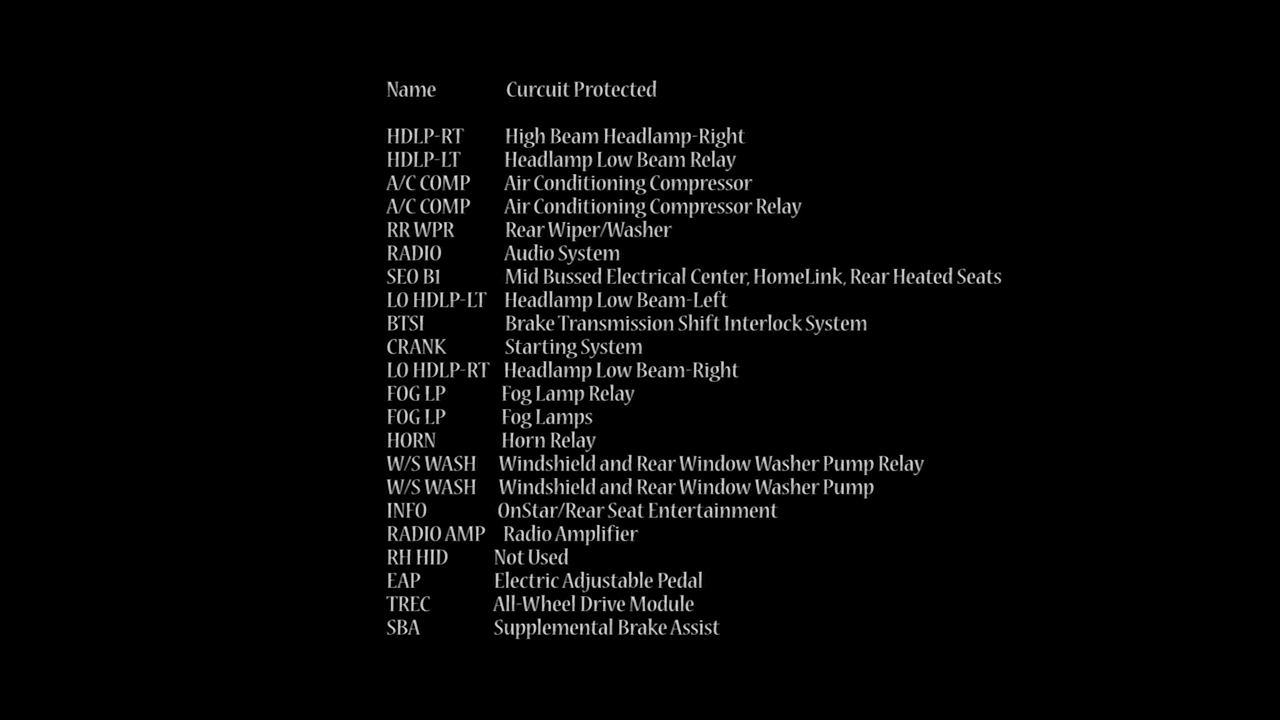 Name Curcuit Protected
HDLP-RT High Beam Headlamp-Right
HDLP-LT Headlamp Low Beam Relay
A/C COMP Air Conditioning Compressor
A/C COMP Air Conditioning Compressor Relay
RR WPR Rear Wiper/Washer
RADIO Audio System
SEO B1 Mid Bussed Electrical Center, HomeLink, Rear Heated Seats
LO HDLP-LT Headlamp Low Beam-Left
BTSI Brake Transmission Shift Interlock System
CRANK Starting System
LO HDLP-RT Headlamp Low Beam-Right
FOG LP Fog Lamp Relay
FOG LP Fog Lamps
HORN Horn Relay
W/S WASH Windshield and Rear Window Washer Pump Relay
W/S WASH Windshield and Rear Window Washer Pump
INFO OnStar/Rear Seat Entertainment
RADIO AMP Radio Amplifier
RH HID Not Used
EAP Electric Adjustable Pedal
TREC All-Wheel Drive Module
SBA Supplemental Brake Assist